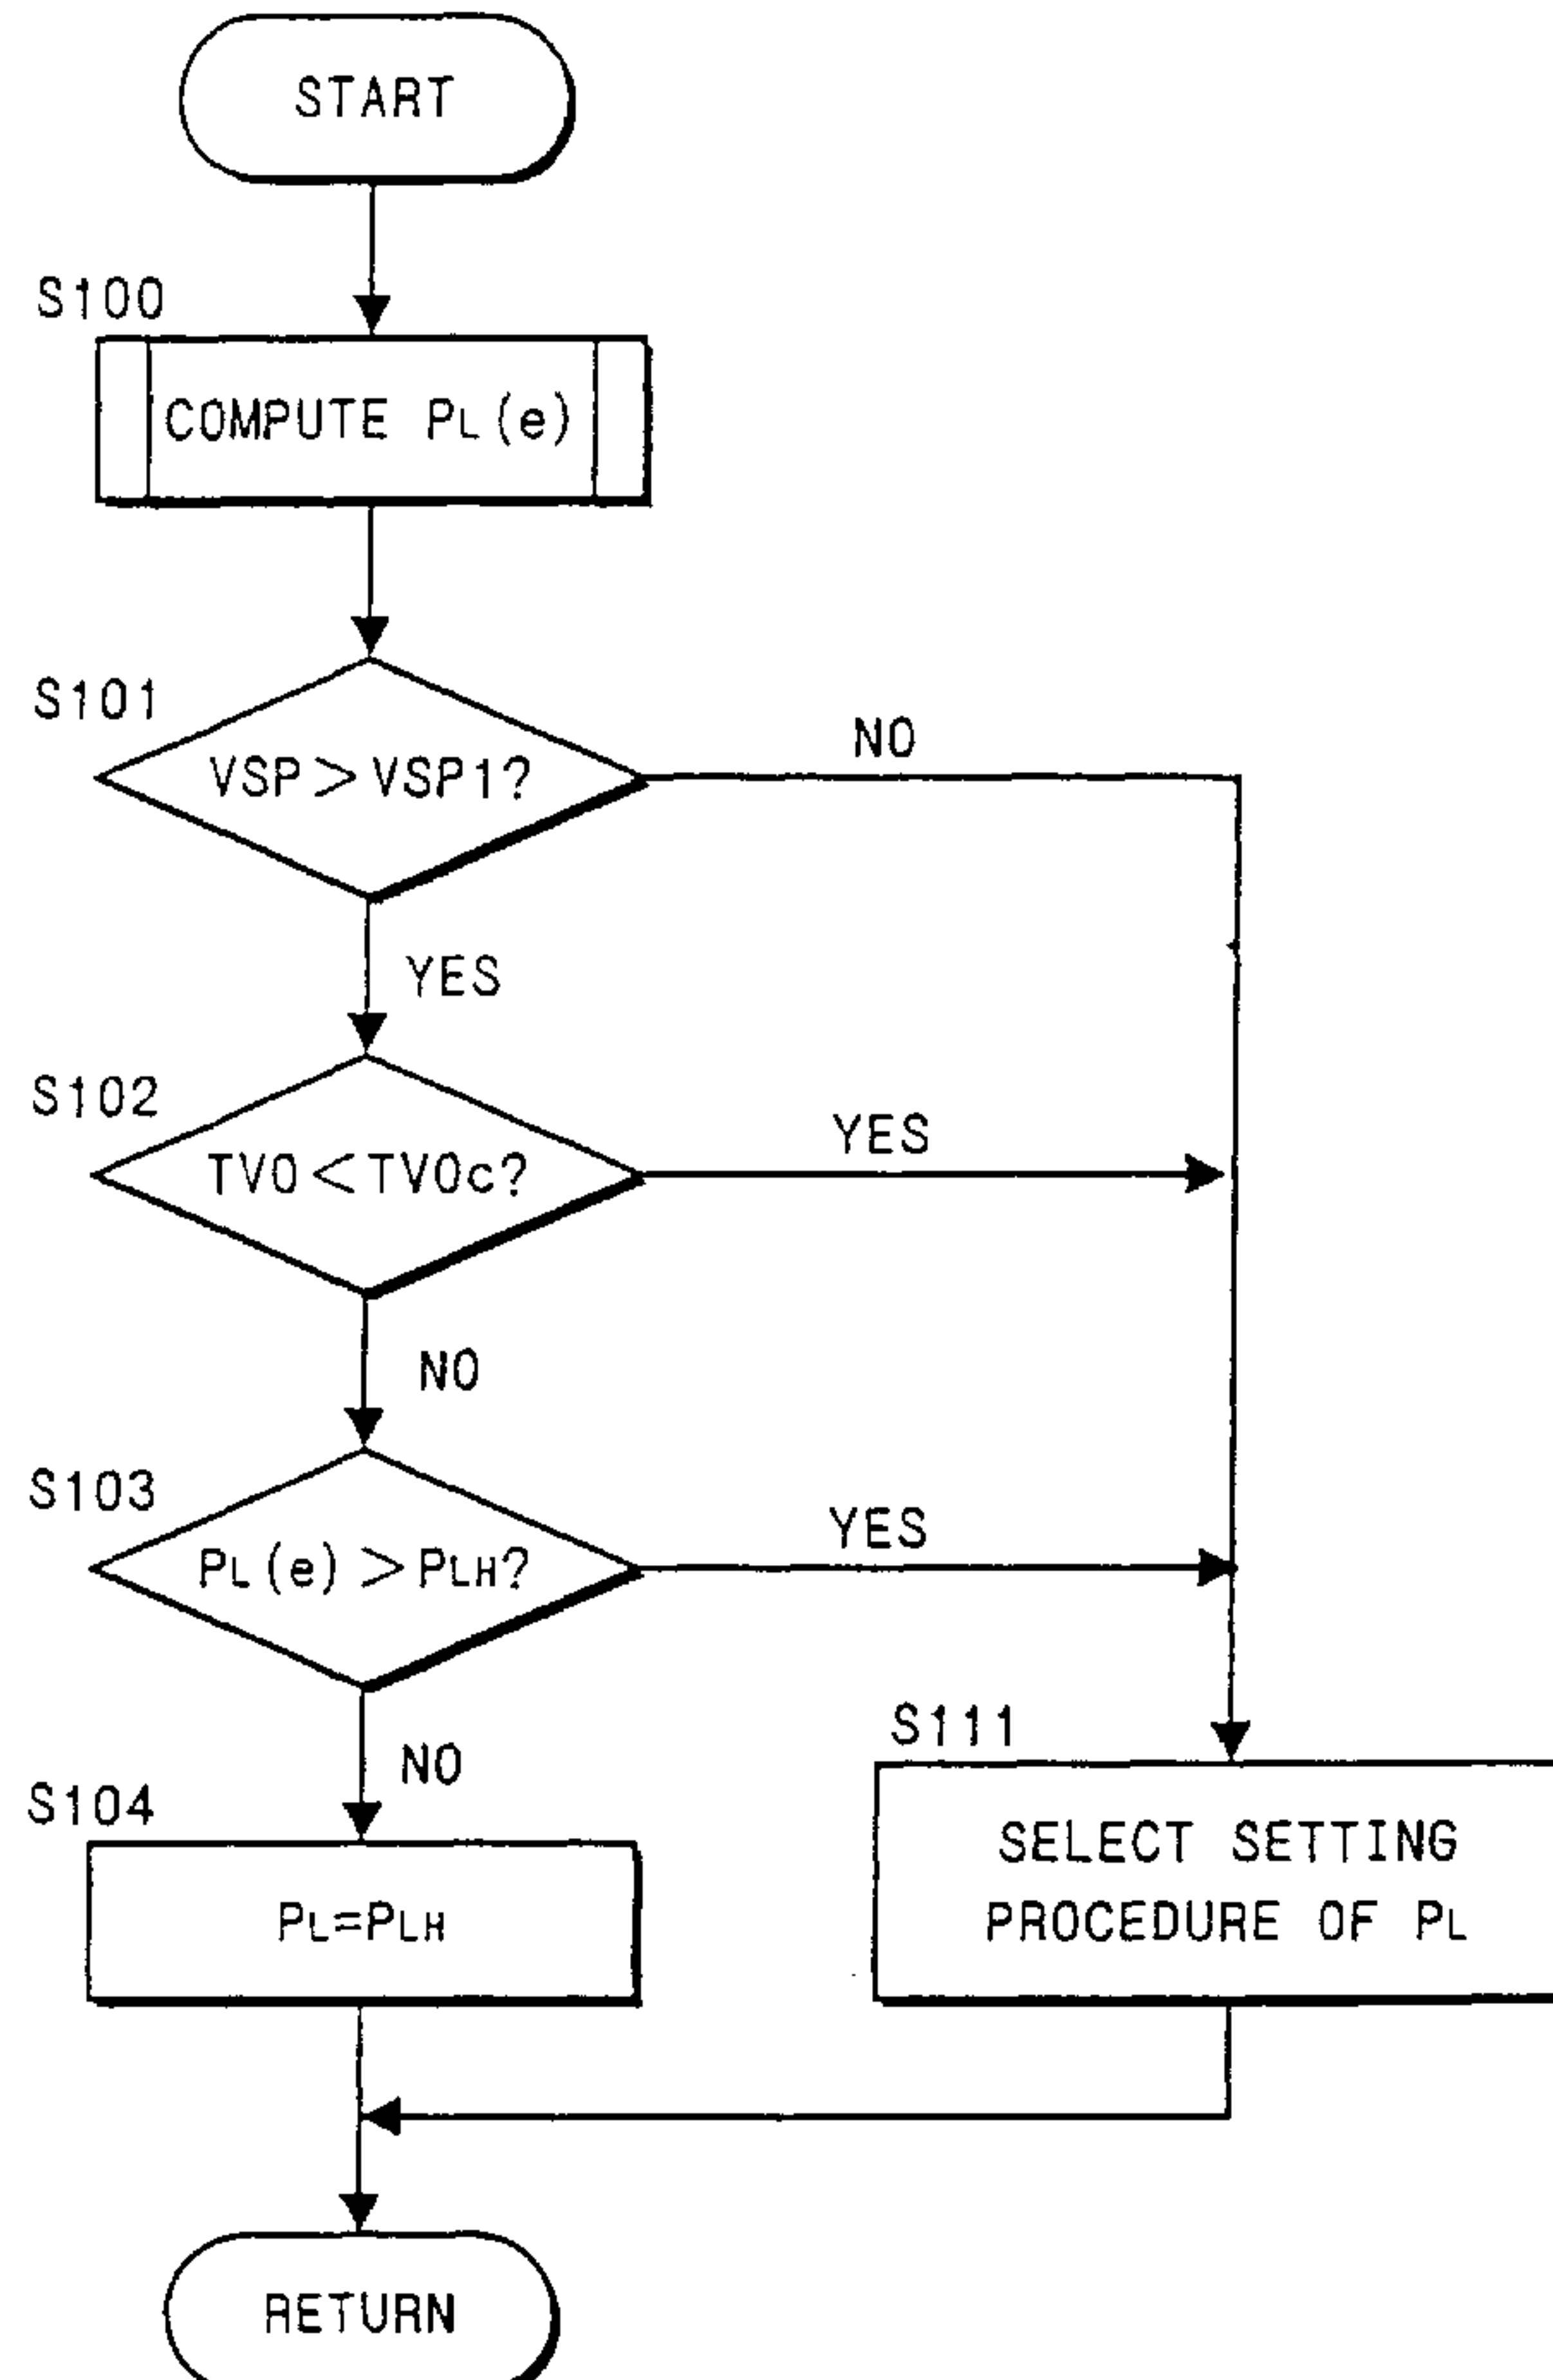 START
S100
COMPUTE PL(e)
S101
VSP>VSP1?
NO
YES
S102
TVO<TVOc?
YES
NO
S103
PL(e)>PLH?
YES
NO
S111
S104
SELECT SETTING
PROCEDURE OF PL
PL=PLH
RETURN